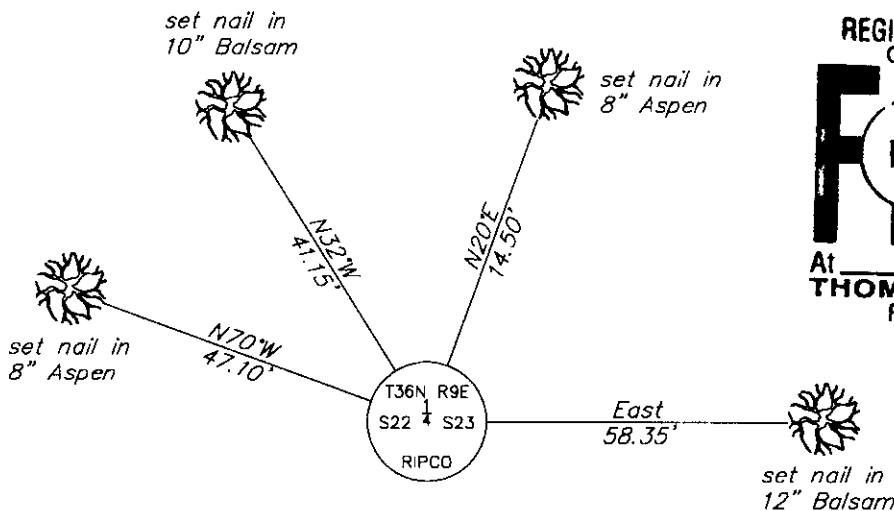 set nail in
10" Balsam
set nail in
8" Aspen
REGI
N32°W
41.15'
N20°E
14.50'
At
THOM
set nail in
8" Aspen
N70°W
47.10'
T36N R9E
1/4
S22 S23
RIPCO
East
58.35'
set nail in
12" Balsam